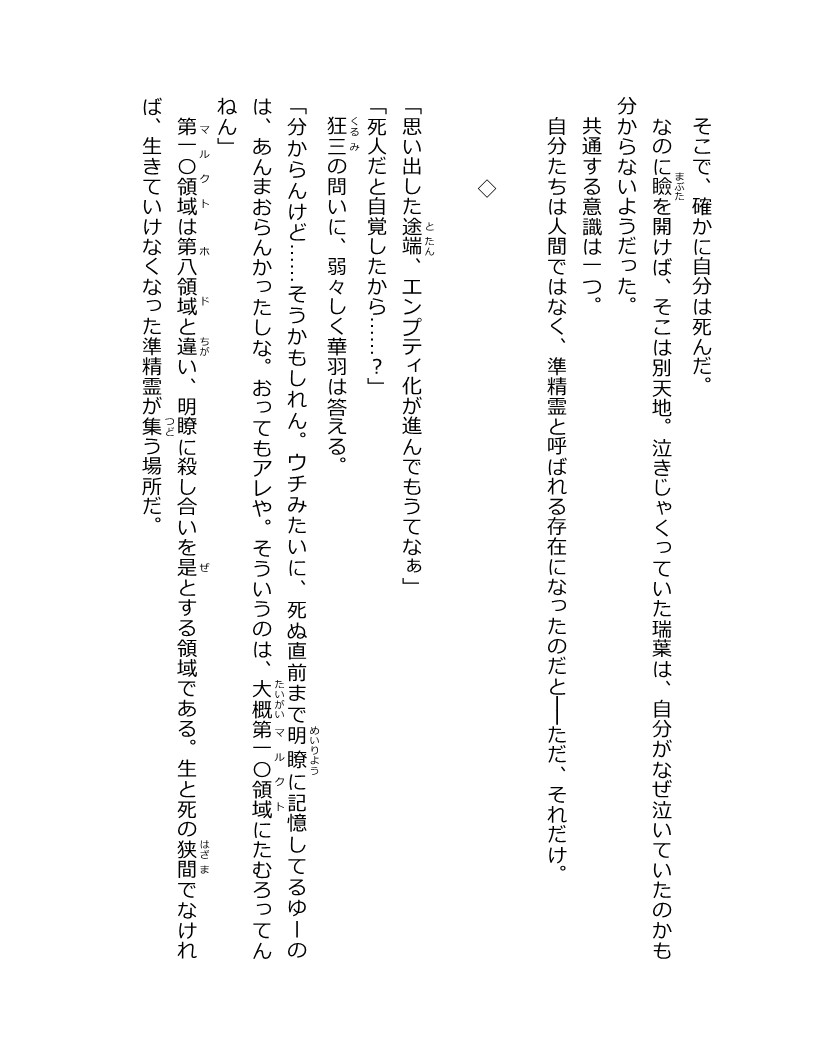 そこで、確かに自分は死んだ。
なのに瞼を開けば、そこは別天地。泣きじゃくっていた瑞葉は、自分がなぜ泣いていたのかも
分からないようだった。
共通する意識は一つ。
自分たちは人間ではなく、準精霊と呼ばれる存在になったのだと――ただ、それだけ。
◇
「思い出した途端、エンプティ化が進んでもうてなぁ」
「死人だと自覚したから……？」
狂三の問いに、弱々しく華羽は答える。
「分からんけど……そうかもしれん。ウチみたいに、死ぬ直前まで明瞭に記憶してるゆーの
は、あんまおらんかったしな。おってもアレや。そういうのは、大概第一〇領域にたむろってん
ねん」
第一〇領域は第八領域と違い、明瞭に殺し合いを是とする領域である。生と死の狭間でなけれ
ば、生きていけなくなった準精霊が集う場所だ。